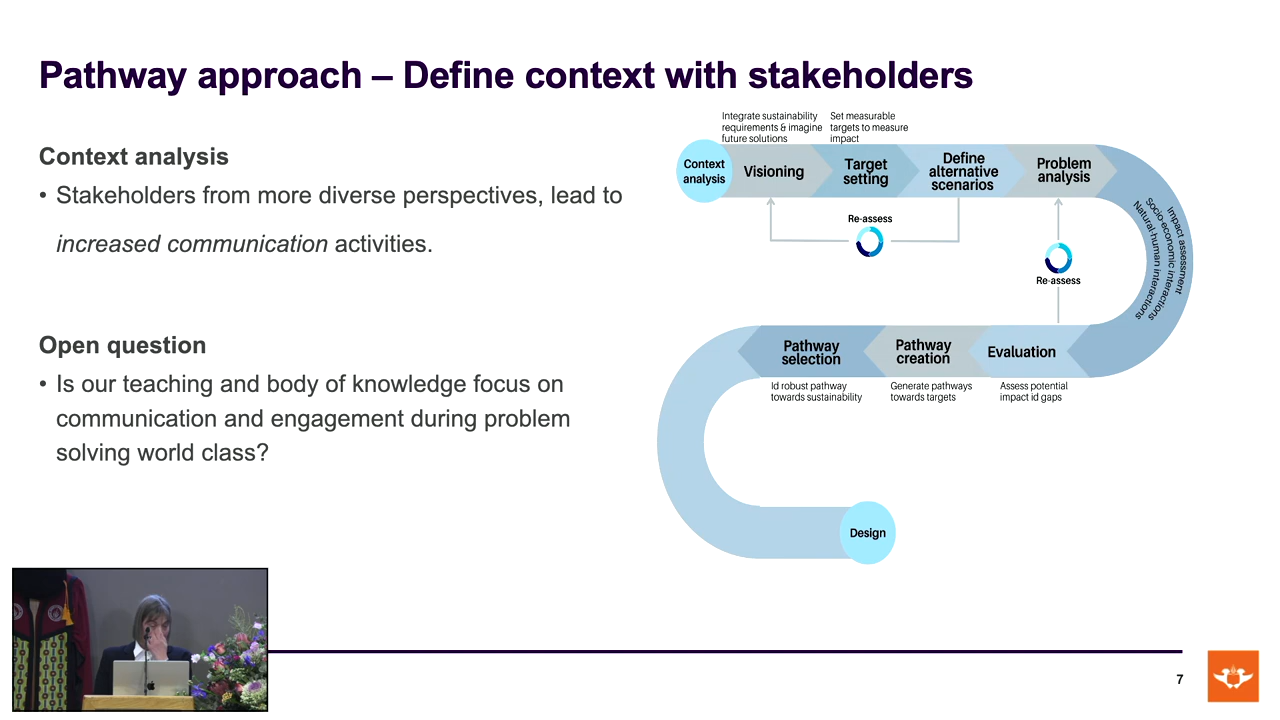 Pathway approach – Define context with stakeholders
Context analysis
• Stakeholders from more diverse perspectives, lead to
increased communication activities.
Open question
• Is our teaching and body of knowledge focus on
communication and engagement during problem
solving world class?
Integrate sustainability
requirements & imagine
future solutions
Set measurable
targets to measure
impact
Context
analysis
Visioning
Target
setting
Define
alternative
scenarios
Problem
analysis
Impact assessment
Socio-economic interactions
Natural-human interactions
Re-assess
Re-assess
Pathway
selection
Pathway
creation
Evaluation
Id robust pathway
towards sustainability
Generate pathways
towards targets
Assess potential
impact id gaps
Design
7